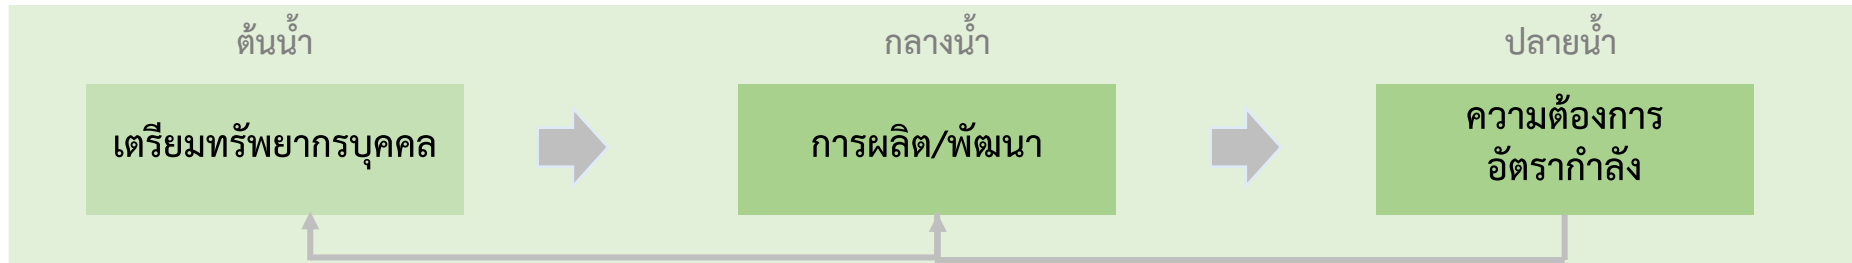 ต้นน้ำ
กลางน้ำ
ปลายน้ำ
เตรียมทรัพยากรบุคคล
การผลิต/พัฒนา
ความต้องการ
อัตรากำลัง